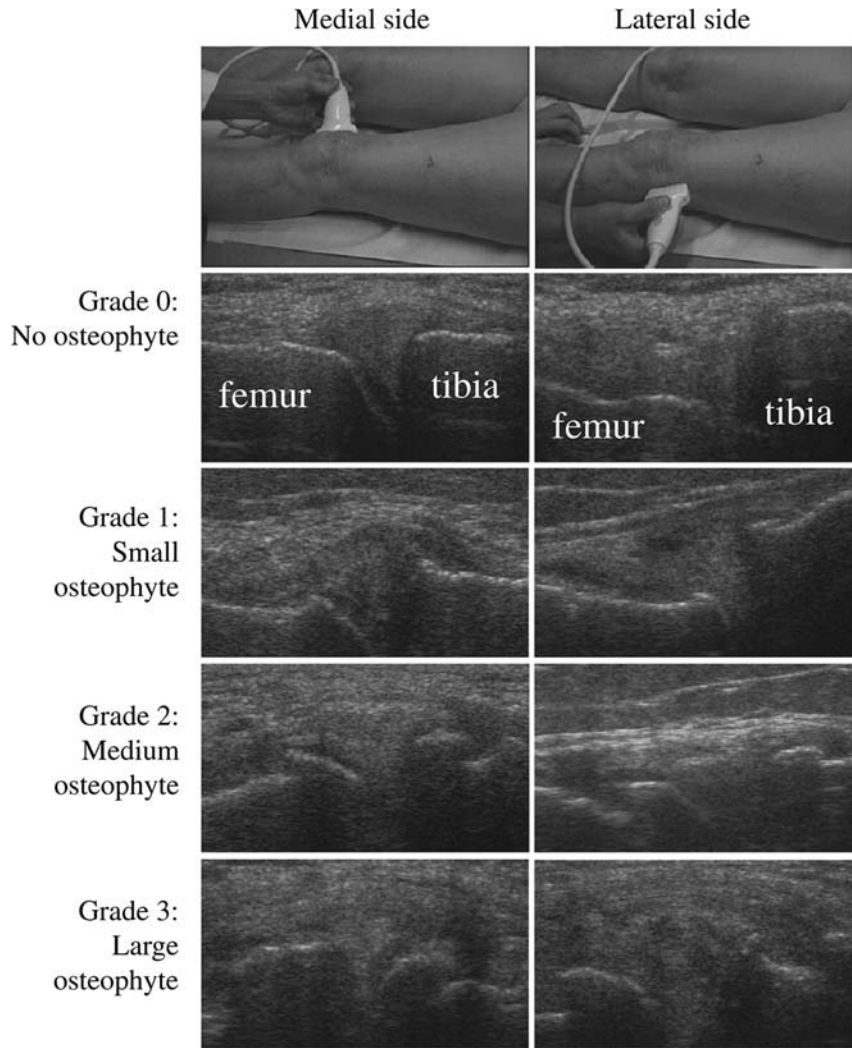 Medial side
Lateral side
Grade 0:
No osteophyte
femur
tibia
femur
tibia
Grade 1:
Small
osteophyte
Grade 2:
Medium
osteophyte
Grade 3:
Large
osteophyte